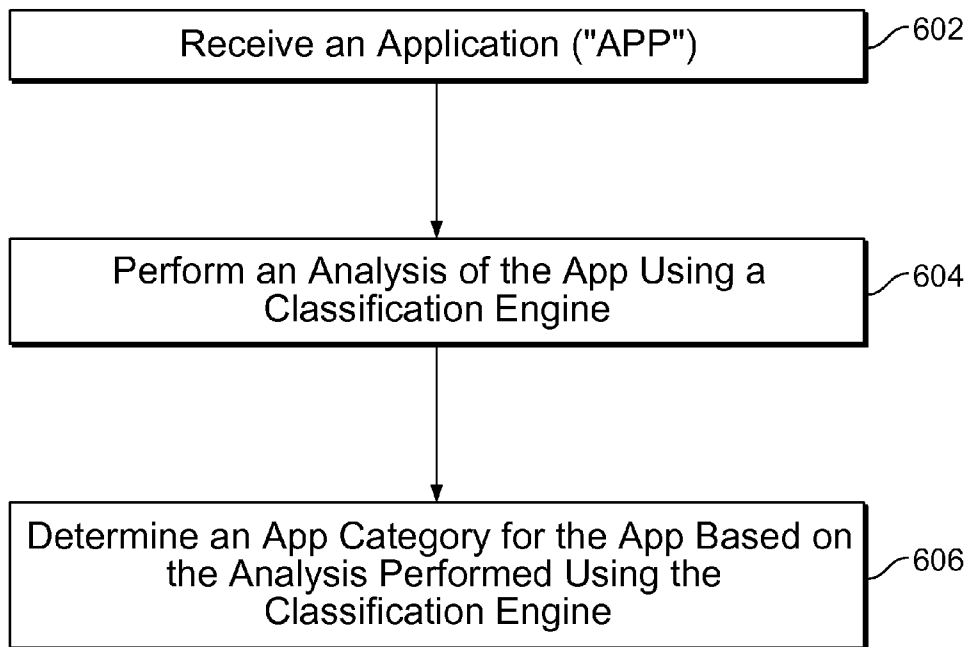 Receive an Application ("APP")
602
Perform an Analysis of the App Using a
Classification Engine
604
Determine an App Category for the App Based on
the Analysis Performed Using the
Classification Engine
606